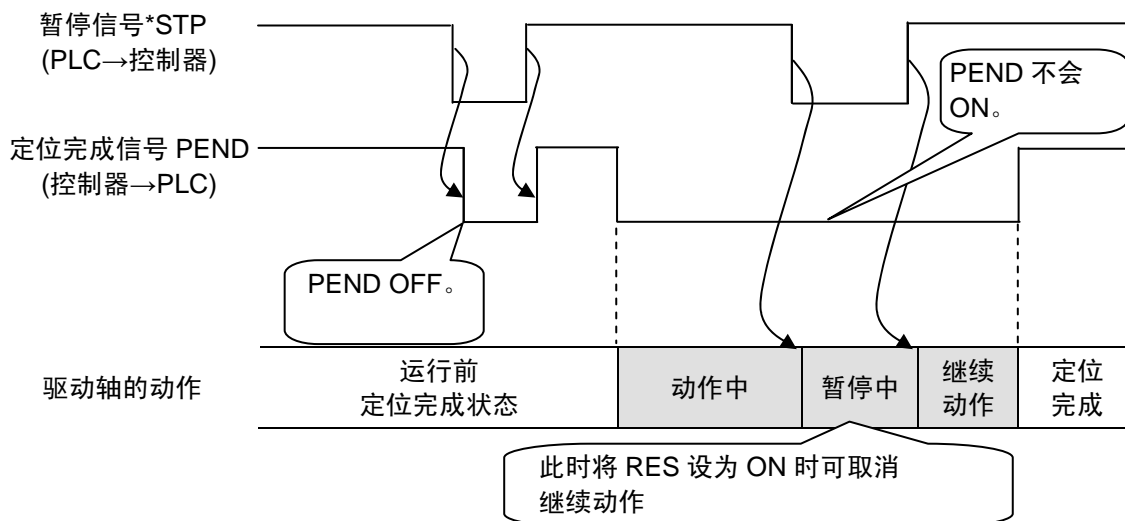 暂停信号*STP
(PLC→控制器)
PEND 不会
ON。
定位完成信号 PEND
(控制器→PLC)
PEND OFF。
驱动轴的动作
运行前
定位完成状态
动作中
暂停中
继续
动作
定位
完成
此时将 RES 设为 ON 时可取消
继续动作